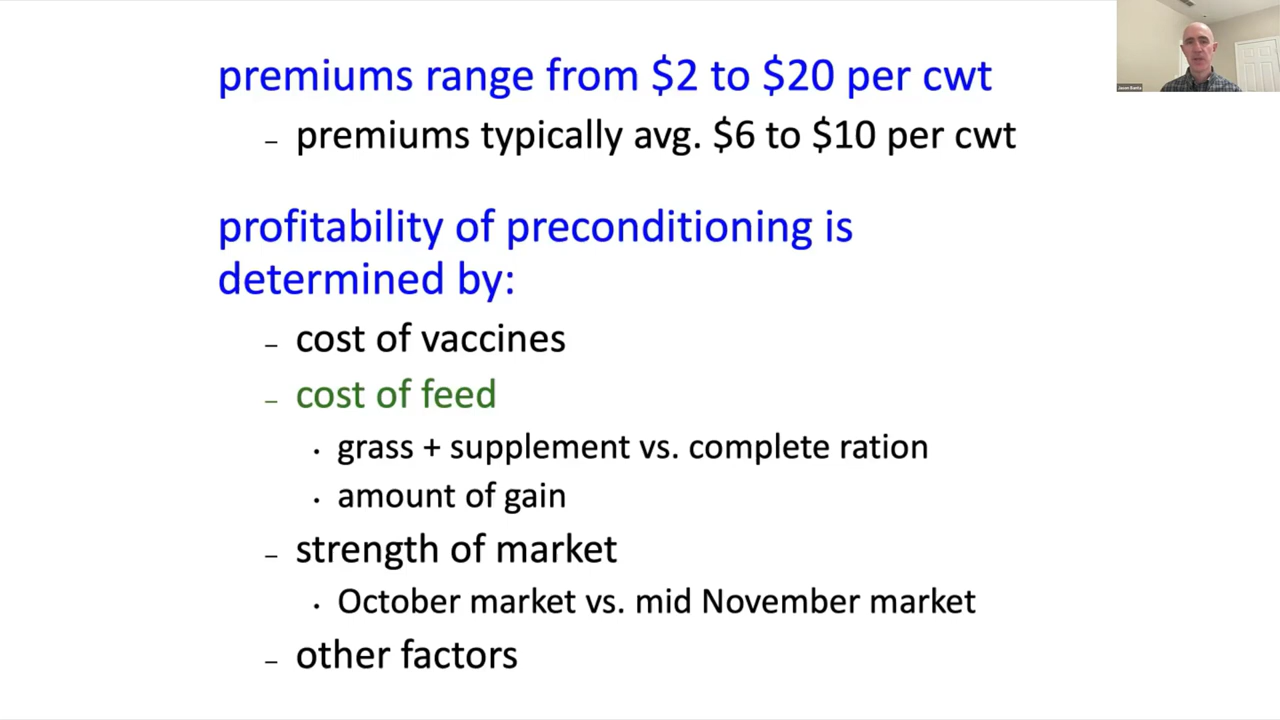 premiums range from $2 to $20 per cwt
– premiums typically avg. $6 to $10 per cwt
profitability of preconditioning is
determined by:
– cost of vaccines
– cost of feed
• grass + supplement vs. complete ration
• amount of gain
– strength of market
• October market vs. mid November market
– other factors